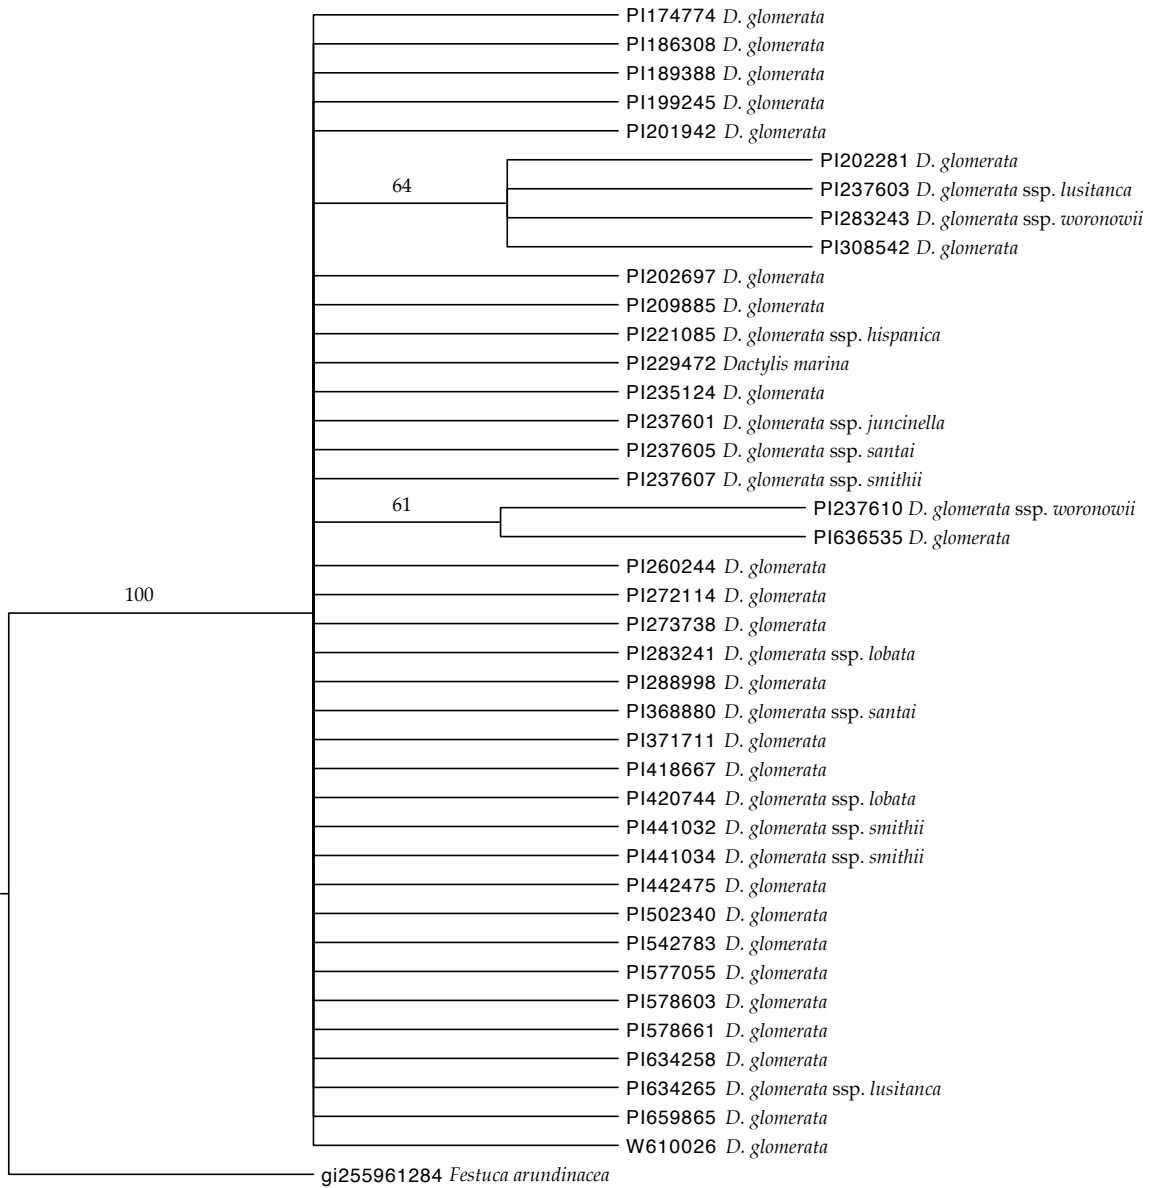 PI174774 D. glomerata
PI186308 D. glomerata
PI189388 D. glomerata
PI199245 D. glomerata
PI201942 D. glomerata
PI202281 D. glomerata
64
PI237603 D. glomerata ssp. lusitanca
PI283243 D. glomerata ssp. woronowii
PI308542 D. glomerata
PI202697 D. glomerata
PI209885 D. glomerata
PI221085 D. glomerata ssp. hispanica
PI229472 Dactylis marina
PI235124 D. glomerata
PI237601 D. glomerata ssp. juncinella
PI237605 D. glomerata ssp. santai
PI237607 D. glomerata ssp. smithii
61
PI237610 D. glomerata ssp. woronowii
PI636535 D. glomerata
PI260244 D. glomerata
100
PI272114 D. glomerata
PI273738 D. glomerata
PI283241 D. glomerata ssp. lobata
PI288998 D. glomerata
PI368880 D. glomerata ssp. santai
PI371711 D. glomerata
PI418667 D. glomerata
PI420744 D. glomerata ssp. lobata
PI441032 D. glomerata ssp. smithii
PI441034 D. glomerata ssp. smithii
PI442475 D. glomerata
PI502340 D. glomerata
PI542783 D. glomerata
PI577055 D. glomerata
PI578603 D. glomerata
PI578661 D. glomerata
PI634258 D. glomerata
PI634265 D. glomerata ssp. lusitanca
PI659865 D. glomerata
W610026 D. glomerata
gi255961284 Festuca arundinacea